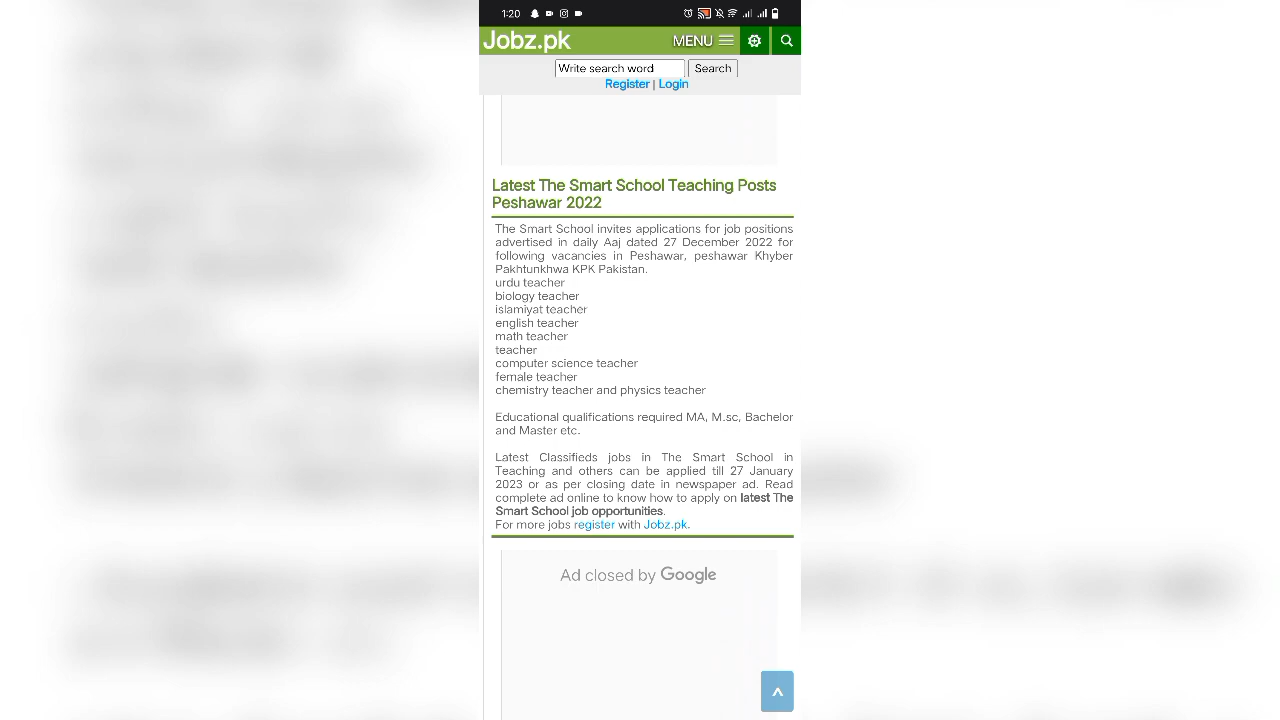 1:20
Jobz.pk
MENU
Write search word Search
Register | Login
Latest The Smart School Teaching Posts
Peshawar 2022
The Smart School invites applications for job positions
advertised in daily Aaj dated 27 December 2022 for
following vacancies in Peshawar, peshawar Khyber
Pakhtunkhwa KPK Pakistan.
urdu teacher
biology teacher
islamiyat teacher
english teacher
math teacher
teacher
computer science teacher
female teacher
chemistry teacher and physics teacher
Educational qualifications required MA, M.sc, Bachelor
and Master etc.
Latest Classifieds jobs in The Smart School in
Teaching and others can be applied till 27 January
2023 or as per closing date in newspaper ad. Read
complete ad online to know how to apply on latest The
Smart School job opportunities.
For more jobs register with Jobz.pk.
Ad closed by Google